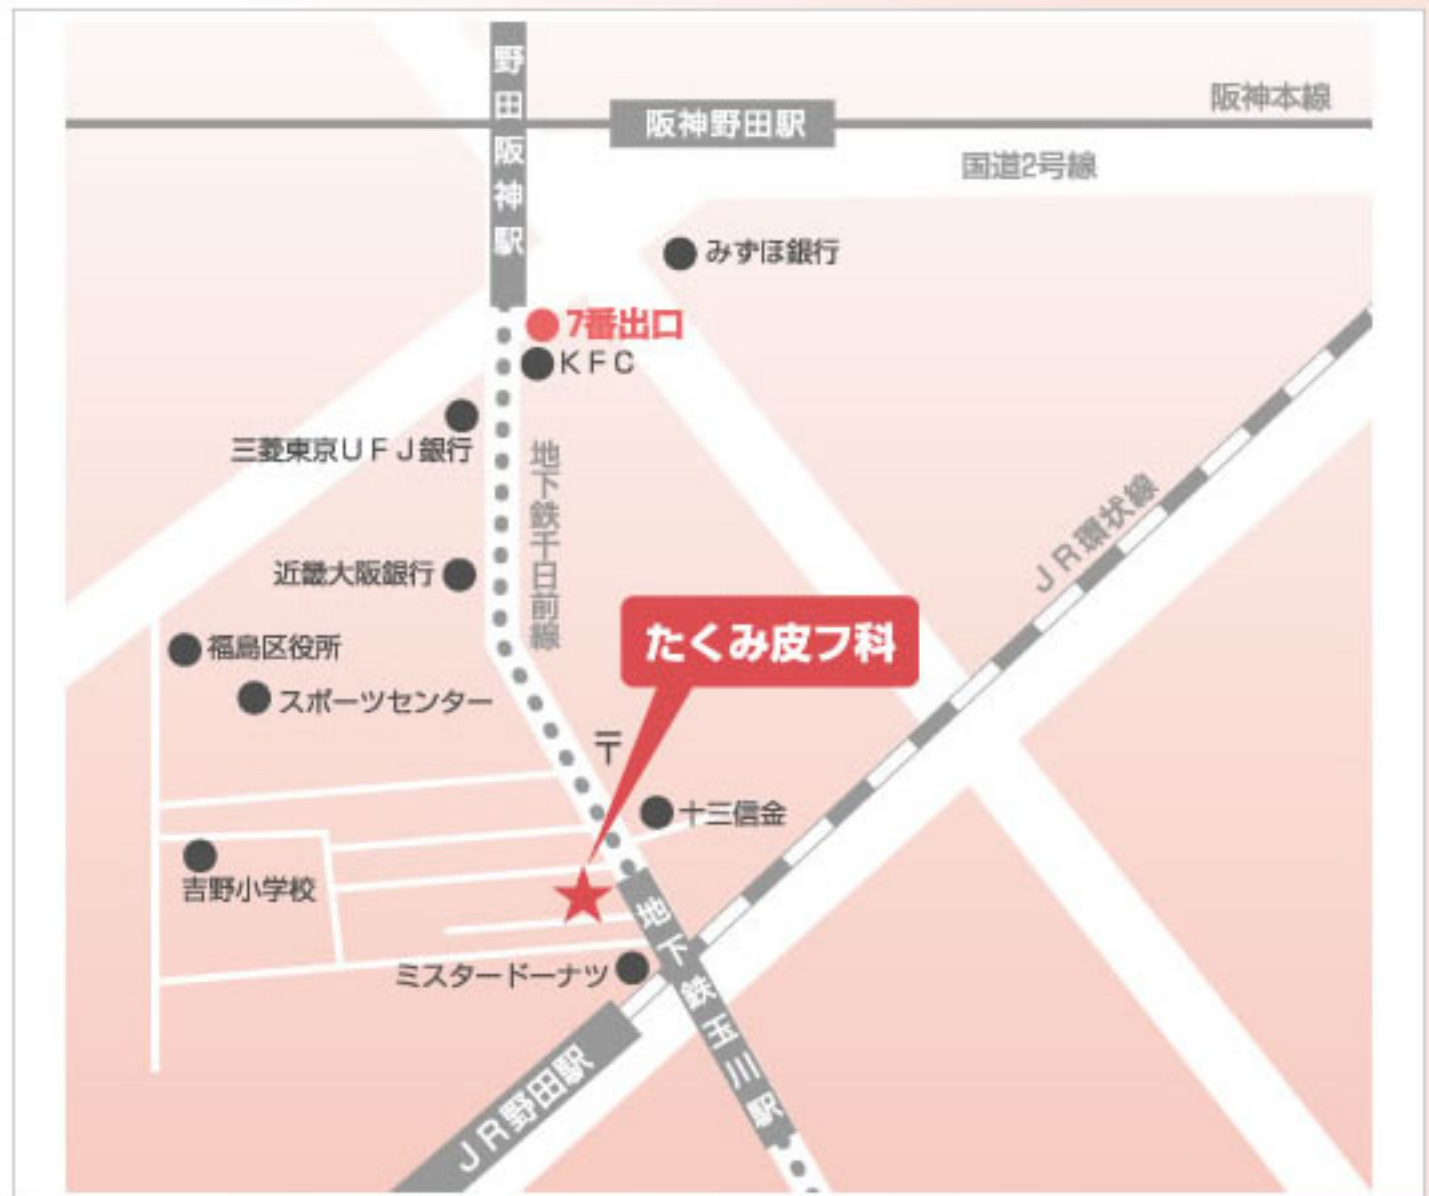 野田阪神駅
阪神野田駅
阪神本線
国道2号線
みずほ銀行
7番出口
KFC
三菱東京UFJ銀行
地下鉄千日前線
近畿大阪銀行
JR環状線
たくみ皮フ科
福島区役所
スポーツセンター
〒
十三信金
吉野小学校
ミスタードーナツ
地下鉄玉川駅
JR野田駅